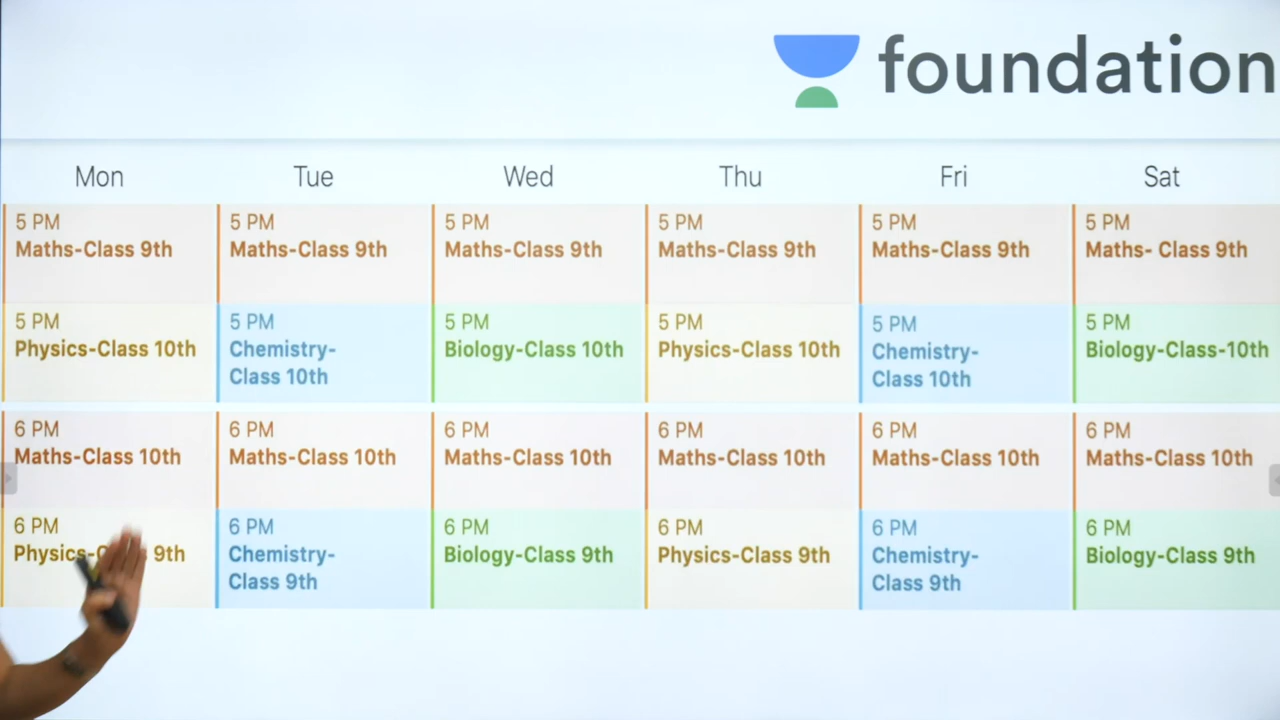 foundation
Mon Tue Wed Thu Fri Sat
5 PM
Maths-Class 9th
5 PM
Maths-Class 9th
5 PM
Maths-Class 9th
5 PM
Maths-Class 9th
5 PM
Maths-Class 9th
5 PM
Maths- Class 9th
5 PM
Physics-Class 10th
5 PM
Chemistry-
Class 10th
5 PM
Biology-Class 10th
5 PM
Physics-Class 10th
5 PM
Chemistry-
Class 10th
5 PM
Biology-Class-10th
6 PM
Maths-Class 10th
6 PM
Maths-Class 10th
6 PM
Maths-Class 10th
6 PM
Maths-Class 10th
6 PM
Maths-Class 10th
6 PM
Maths-Class 10th
6 PM
Physics- 9th
6 PM
Chemistry-
Class 9th
6 PM
Biology-Class 9th
6 PM
Physics-Class 9th
6 PM
Chemistry-
Class 9th
6 PM
Biology-Class 9th